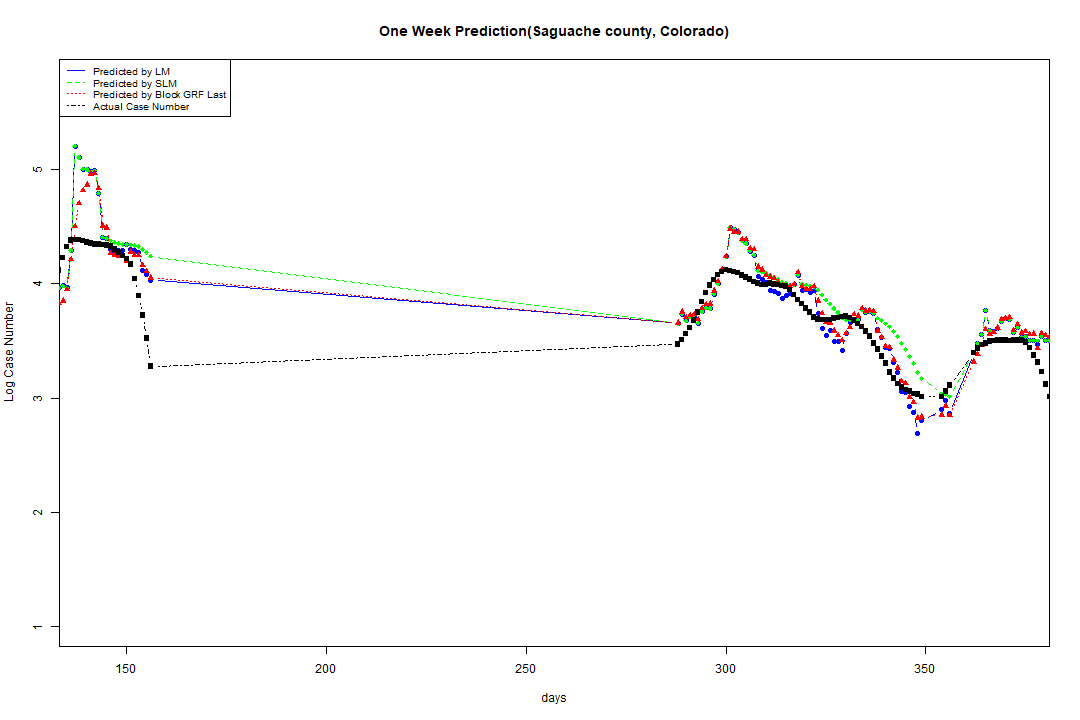 One Week Prediction(Saguache county, Colorado)
Predicted by LM
Predicted by SLM
Predicted by Block GRF Last
Actual Case Number
Log Case Number
5
4
3
2
1
150
200
250
300
350
days